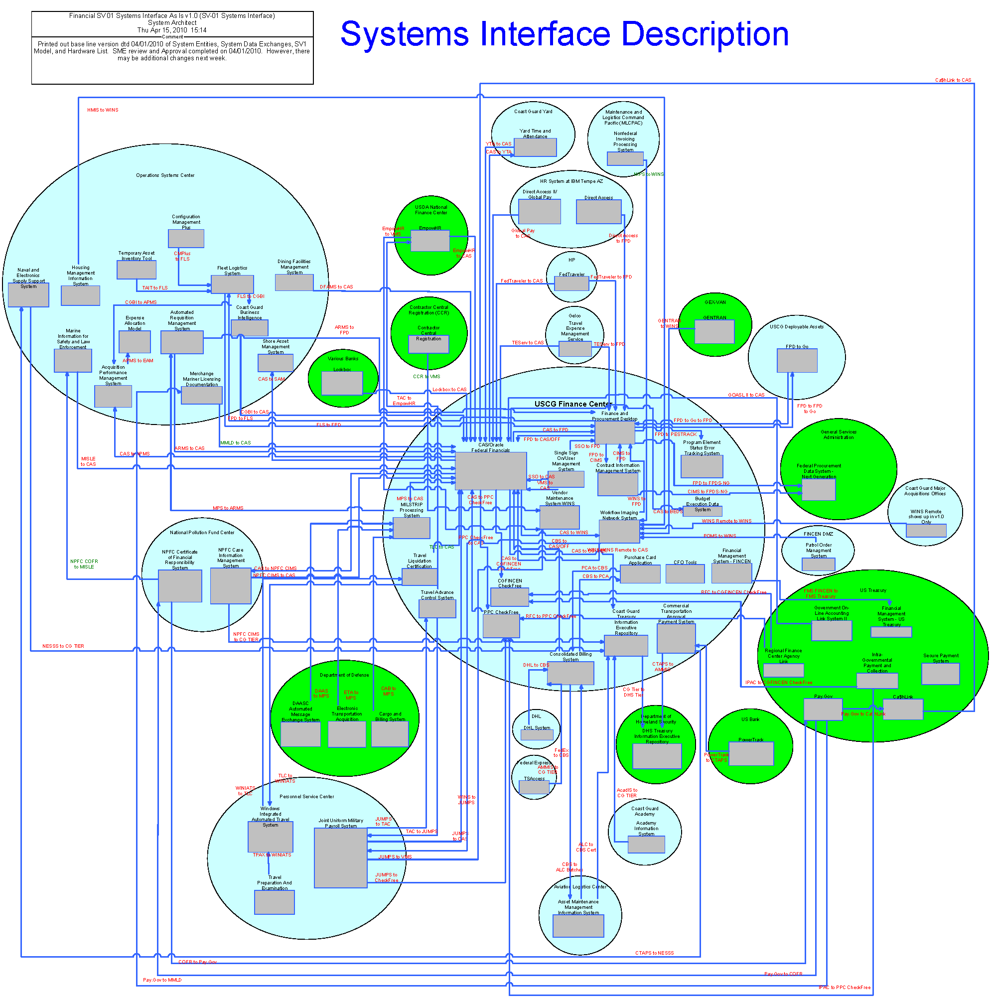 Financial SV 01 Systems Interface As Is v1.0 (SV-01 Systems Interface)
System Architect
Thu Apr 15, 2010 15:14
Comment
Printed out base line version dtd 04/01/2010 of System Entities, System Data Exchanges, SV1
Model, and Hardware List. SME review and Approval completed on 04/01/2010. However, there
may be additional changes next week.
Systems Interface Description
Ca$hLink to CAS
HMIS to WINS
Coast Guard Yard
Yard Time and
Attendance
YTA to CAS
CAS to YTA
Maintenance and
Logistics Command
Pacific (MLCPAC)
Nonfederal
Invoicing
Processing
System
NIPS to WINS
Operations Systems Center
HR System at IBM Tempe AZ
Direct Access II/
Global Pay
Direct Access
Global Pay
to CAS
Direct Access
to FPD
USDA National
Finance Center
EmpowHR
EmpowHR
to VMS
EmpowHR
to CAS
Configuration
Management
Plus
CMPlus
to FLS
Temporary Asset
Inventory Tool
TAIT to FLS
Naval and
Electronics
Supply Support
System
Housing
Management
Information
System
Fleet Logistics
System
FLS to CGBI
Dining Facilities
Management
System
DFAMS to CAS
HP
FedTraveler
FedTraveler to CAS
FedTraveler to FPD
CGBI to APMS
Coast Guard
Business
Intelligence
Expense
Allocation
Model
Automated
Requisition
Management
System
Marine
Information for
Safety and Law
Enforcement
APMS to EAM
Acquisition
Performance
Management
System
Merchange
Mariner Licensing
Documentation
Shore Asset
Management
System
CAS to SAM
ARMS to
FPD
Contractor Central
Registration (CCR)
Contractor
Central
Registration
CCR to VMS
Gelco
Travel
Expense
Management
Service
TEServ to CAS
TEServ to FPD
GEX-VAN
GENTRAN
GENTRAN
to WINS
USCG Deployable Assets
FPD to Go
FPD to FPD
to Go
Various Banks
Lockbox
Lockbox to CAS
TAC to
EmpowHR
GOASL II to CAS
USCG Finance Center
CGBI to CAS
FPD to FLS
FLS to FPD
MMLD to CAS
ARMS to CAS
CAS to APMS
MISLE
to CAS
Finance and
Procurement Desktop
FPD to Go to FPD
CAS to FPD
FPD to CAS/OFF
FPD to PESTRACK
Program Element
Status Error
Tracking System
General Services
Administration
Federal Procurement
Data System -
Next Generation
CAS/Oracle
Federal Financials
Single Sign
On/User
Management
System
SSO to FPD
FPD to
CIMS
CIMS to
FPD
Contract Information
Management System
SSO to CAS
VMS to
CAS
FPD to FPDS-NG
CIMS to FPDS-NG
Coast Guard Major
Acquisitions Offices
WINS Remote
shows up in v1.0
Only
MPS to ARMS
MPS to CAS
MILSTRIP
Processing
System
CAS to PPC
CheckFree
Vendor
Maintenance
System WINS
WINS to
FPD
Budget
Execution Data
System
CAS to BEDS
Workflow Imaging
Network System
WINS Remote to WINS
CAS to WINS
POMS to WINS
National Pollution Fund Center
NPFC Certificate
of Financial
Responsibility
System
NPFC Case
Information
Management
System
PPC CheckFree
to CAS
CBS to
CAS/OFF
TLC to CAS
Financial
Management
System - FINCEN
FINCEN DMZ
Patrol Order
Managment
System
NPFC COFR
to MISLE
CAS to NPFC CIMS
NPFC CIMS to CAS
Travel
Liquidation
Certification
CAS to
CGFINCEN
CheckFree
CGFINCEN
CheckFree
Purchase Card
Application
CFO Tools
PCA to CBS
CBS to PCA
RFC to CGFINCEN CheckFree
FMS FINCEN to
FMS Treasury
US Treasury
Travel Advance
Control System
PPC CheckFree
RFC to PPC CheckFree
Coast Guard
Treasury
Information
Executive
Repository
Commercial
Transportation
Approval
Payment System
Government On-
Line Accounting
Link System II
Financial
Management
System - US
Treasury
NPFC CIMS
to CG TIER
NESSS to CG TIER
Consolidated Billing
System
DHL to CBS
CTAPS to
AMMIS
Regional Finance
Center Agency
Link
Intra-
Governmental
Payment and
Collection
Secure Payment
System
IPAC to CGFINCEN CheckFree
Pay.Gov
Ca$hLink
Pay.Gov to Ca$hLink
Department of Defense
DAAS
to MPS
ETA to
MPS
CAB to
MPS
DAASC
Automated
Message
Exchange System
Electronic
Transportation
Acquisition
Cargo and
Billing System
CG Tier to
DHS Tier
DHL
DHL System
Department of
Homeland Security
DHS Treasury
Information Executive
Repository
US Bank
PowerTrack
PowerTrack
to CTAPS
FedEx
to CBS
Federal Express
TSAccess
AMMIS to
CG TIER
TLC to
WINIATS
WINIATS
to TLC
Personnel Service Center
Windows
Integrated
Automated Travel
System
Joint Uniform Military
Payroll System
WINS to
JUMPS
JUMPS
to TAC
TAC to JUMPS
JUMPS
to CAS
JUMPS to VMS
JUMPS to
CheckFree
TPAX to WINIATS
Travel
Preparation And
Examination
AcadIS to
CG TIER
Coast Guard
Academy
Academy
Information
System
ALC to
CBS Cert
CBS to
ALC Batches
Aviation Logistics Center
Asset Maintenance
Management
Information System
CTAPS to NESSS
COFR to Pay.Gov
Pay.Gov to COFR
Pay.Gov to MMLD
IPAC to PPC CheckFree